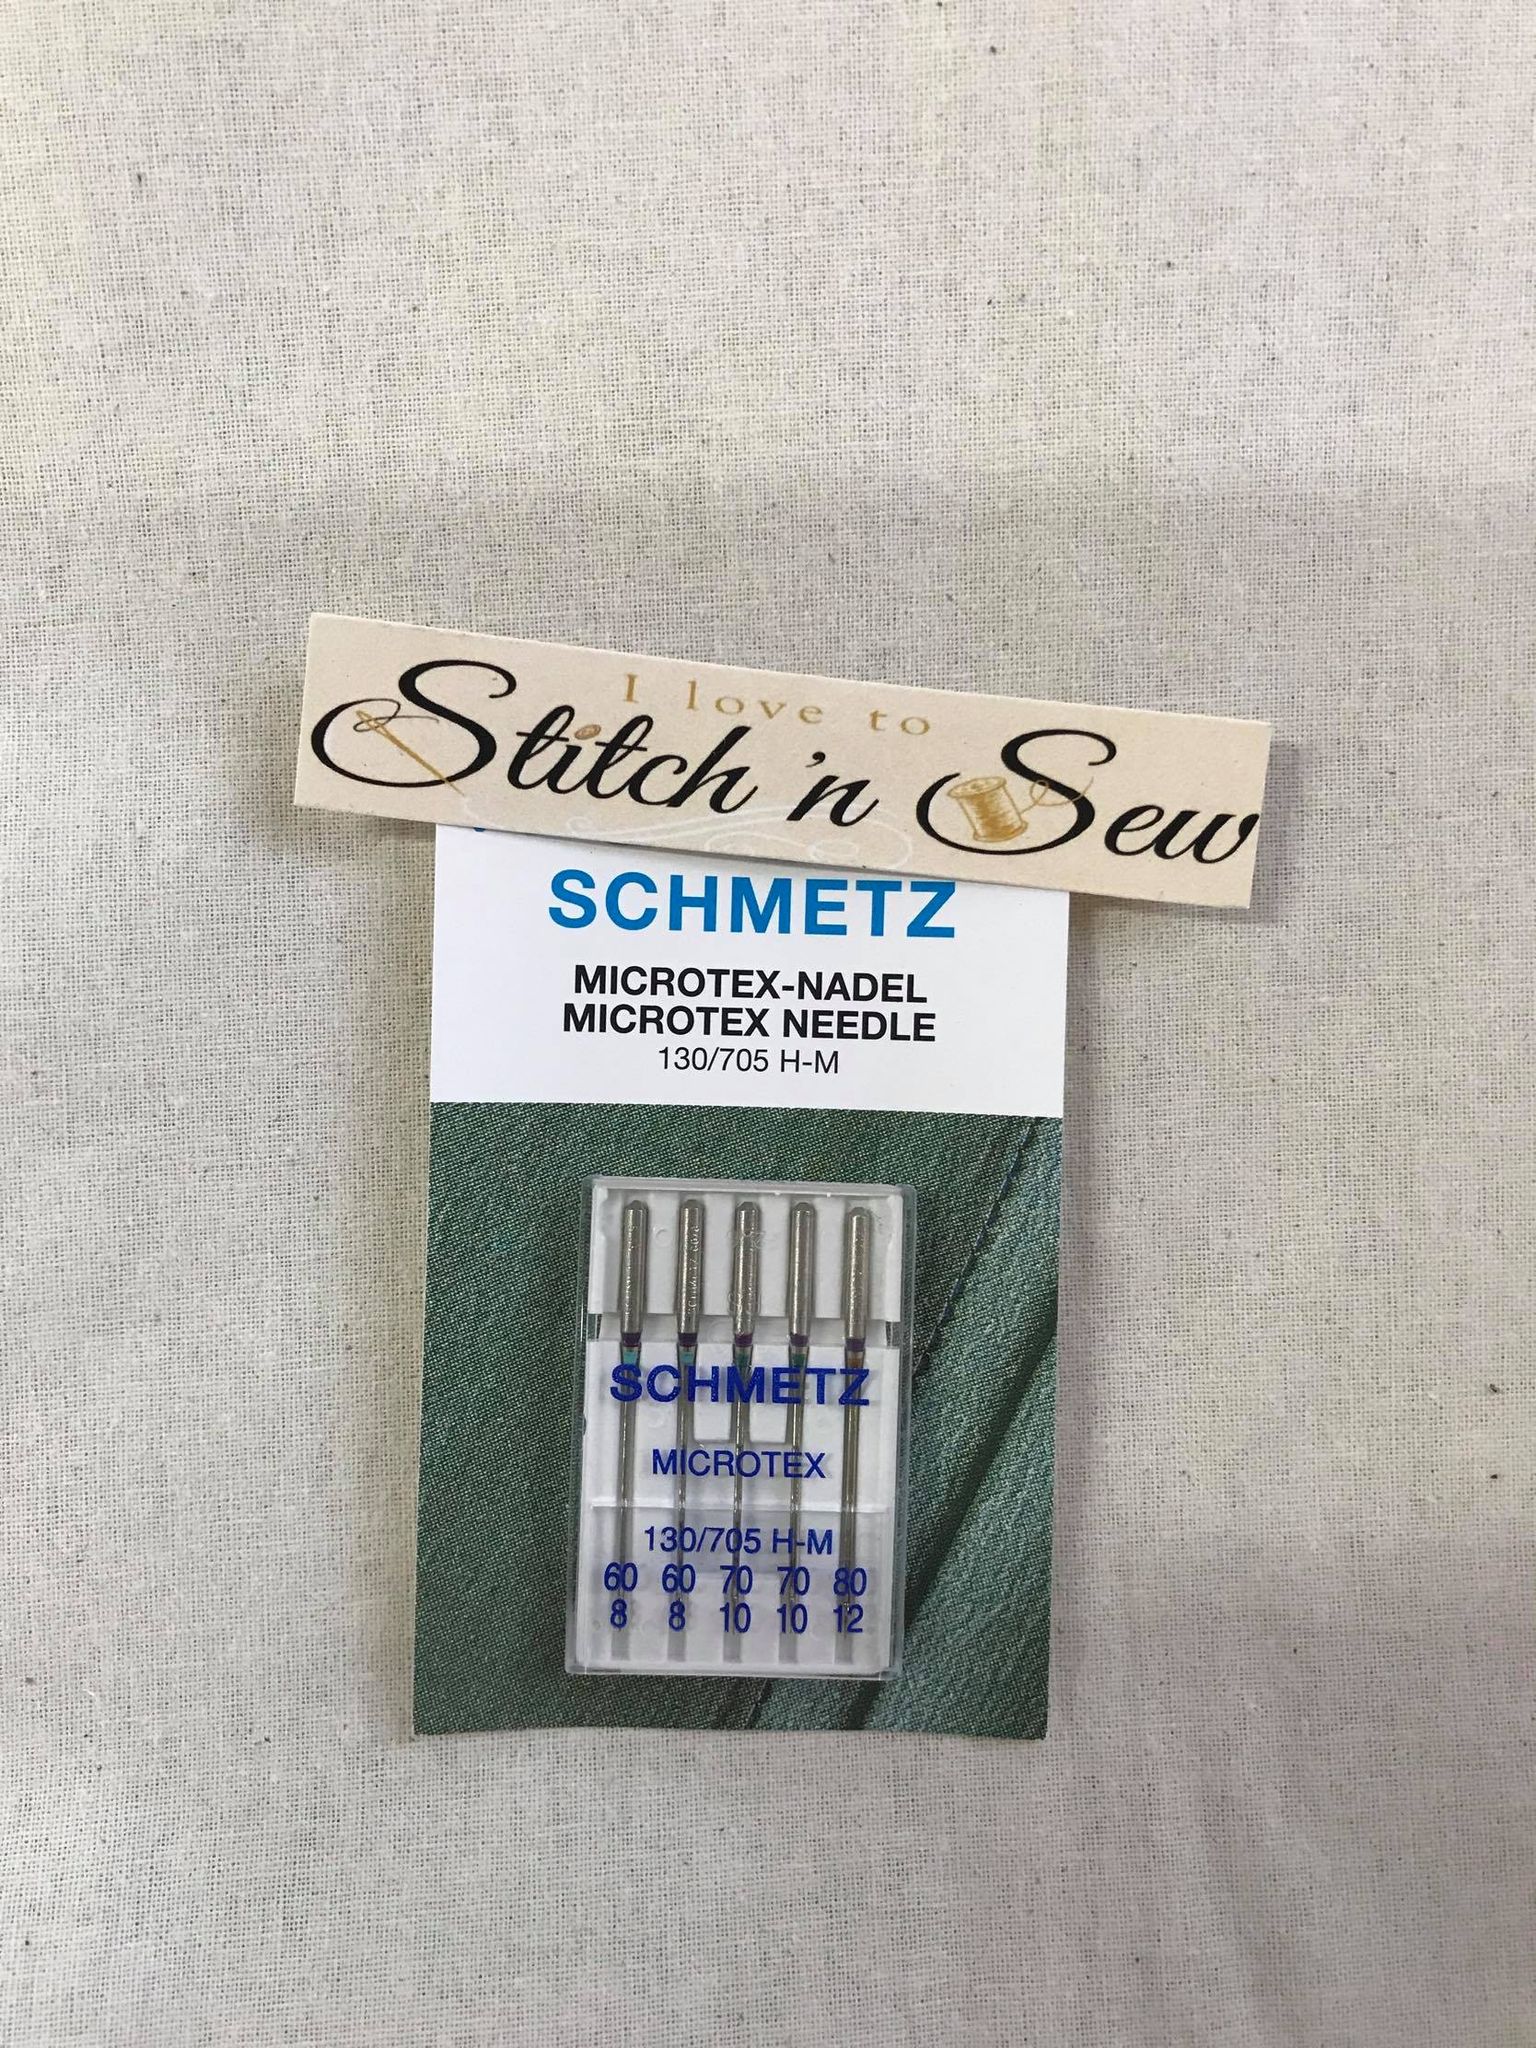 I love to
Stitch 'n Sew
SCHMETZ
MICROTEX-NADEL
MICROTEX NEEDLE
130/705 H-M
SCHMETZ
MICROTEX
130/705 H-M
60 60 70 70 80
8 8 10 10 12